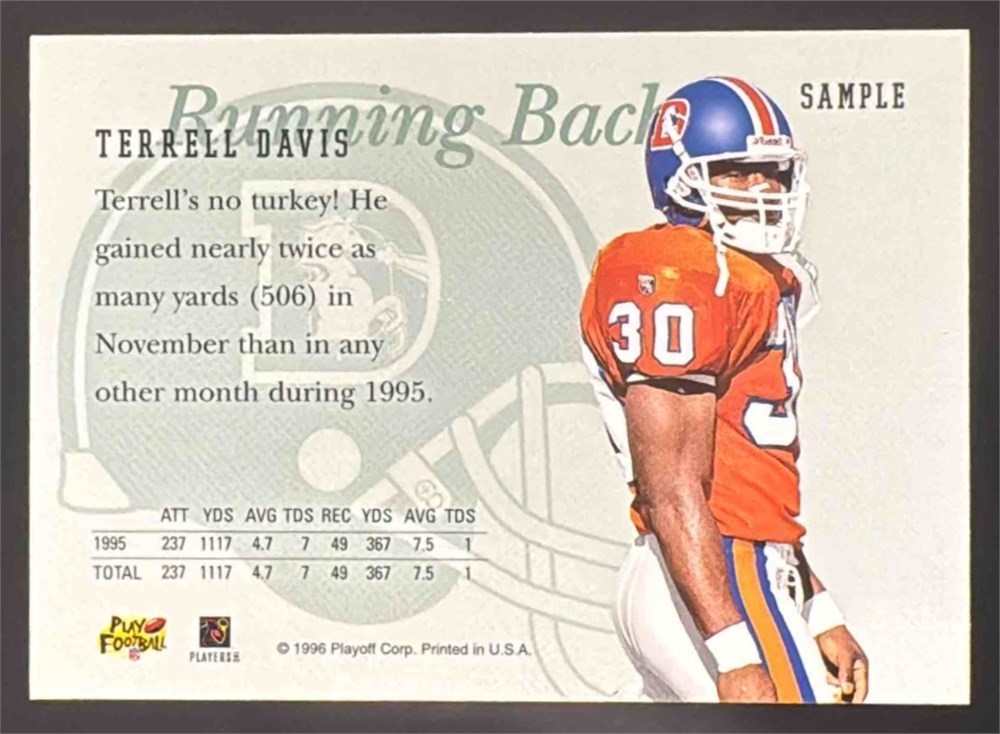 Running Back
SAMPLE
TERRELL DAVIS
Terrell's no turkey! He
gained nearly twice as
many yards (506) in
November than in any
other month during 1995.
ATT YDS AVG TDS REC YDS AVG TDS
1995 237 1117 4.7 7 49 367 7.5 1
TOTAL 237 1117 4.7 7 49 367 7.5 1
PLAY
FOOTBALL
PLAYERS
© 1996 Playoff Corp. Printed in U.S.A.
Riddell
30
3
D